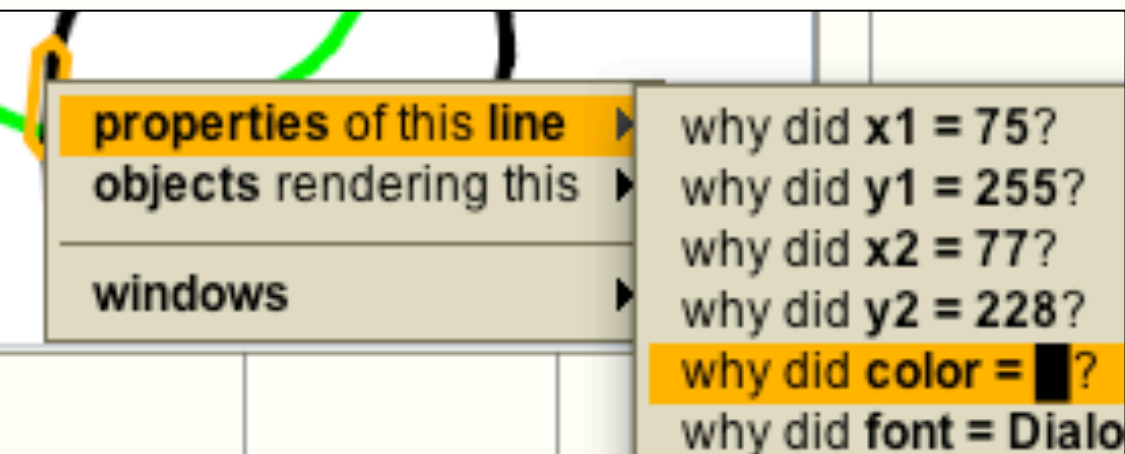 properties of this line
objects rendering this
windows
why did x1 = 75?
why did y1 = 255?
why did x2 = 77?
why did y2 = 228?
why did color = ?
why did font = Dialo